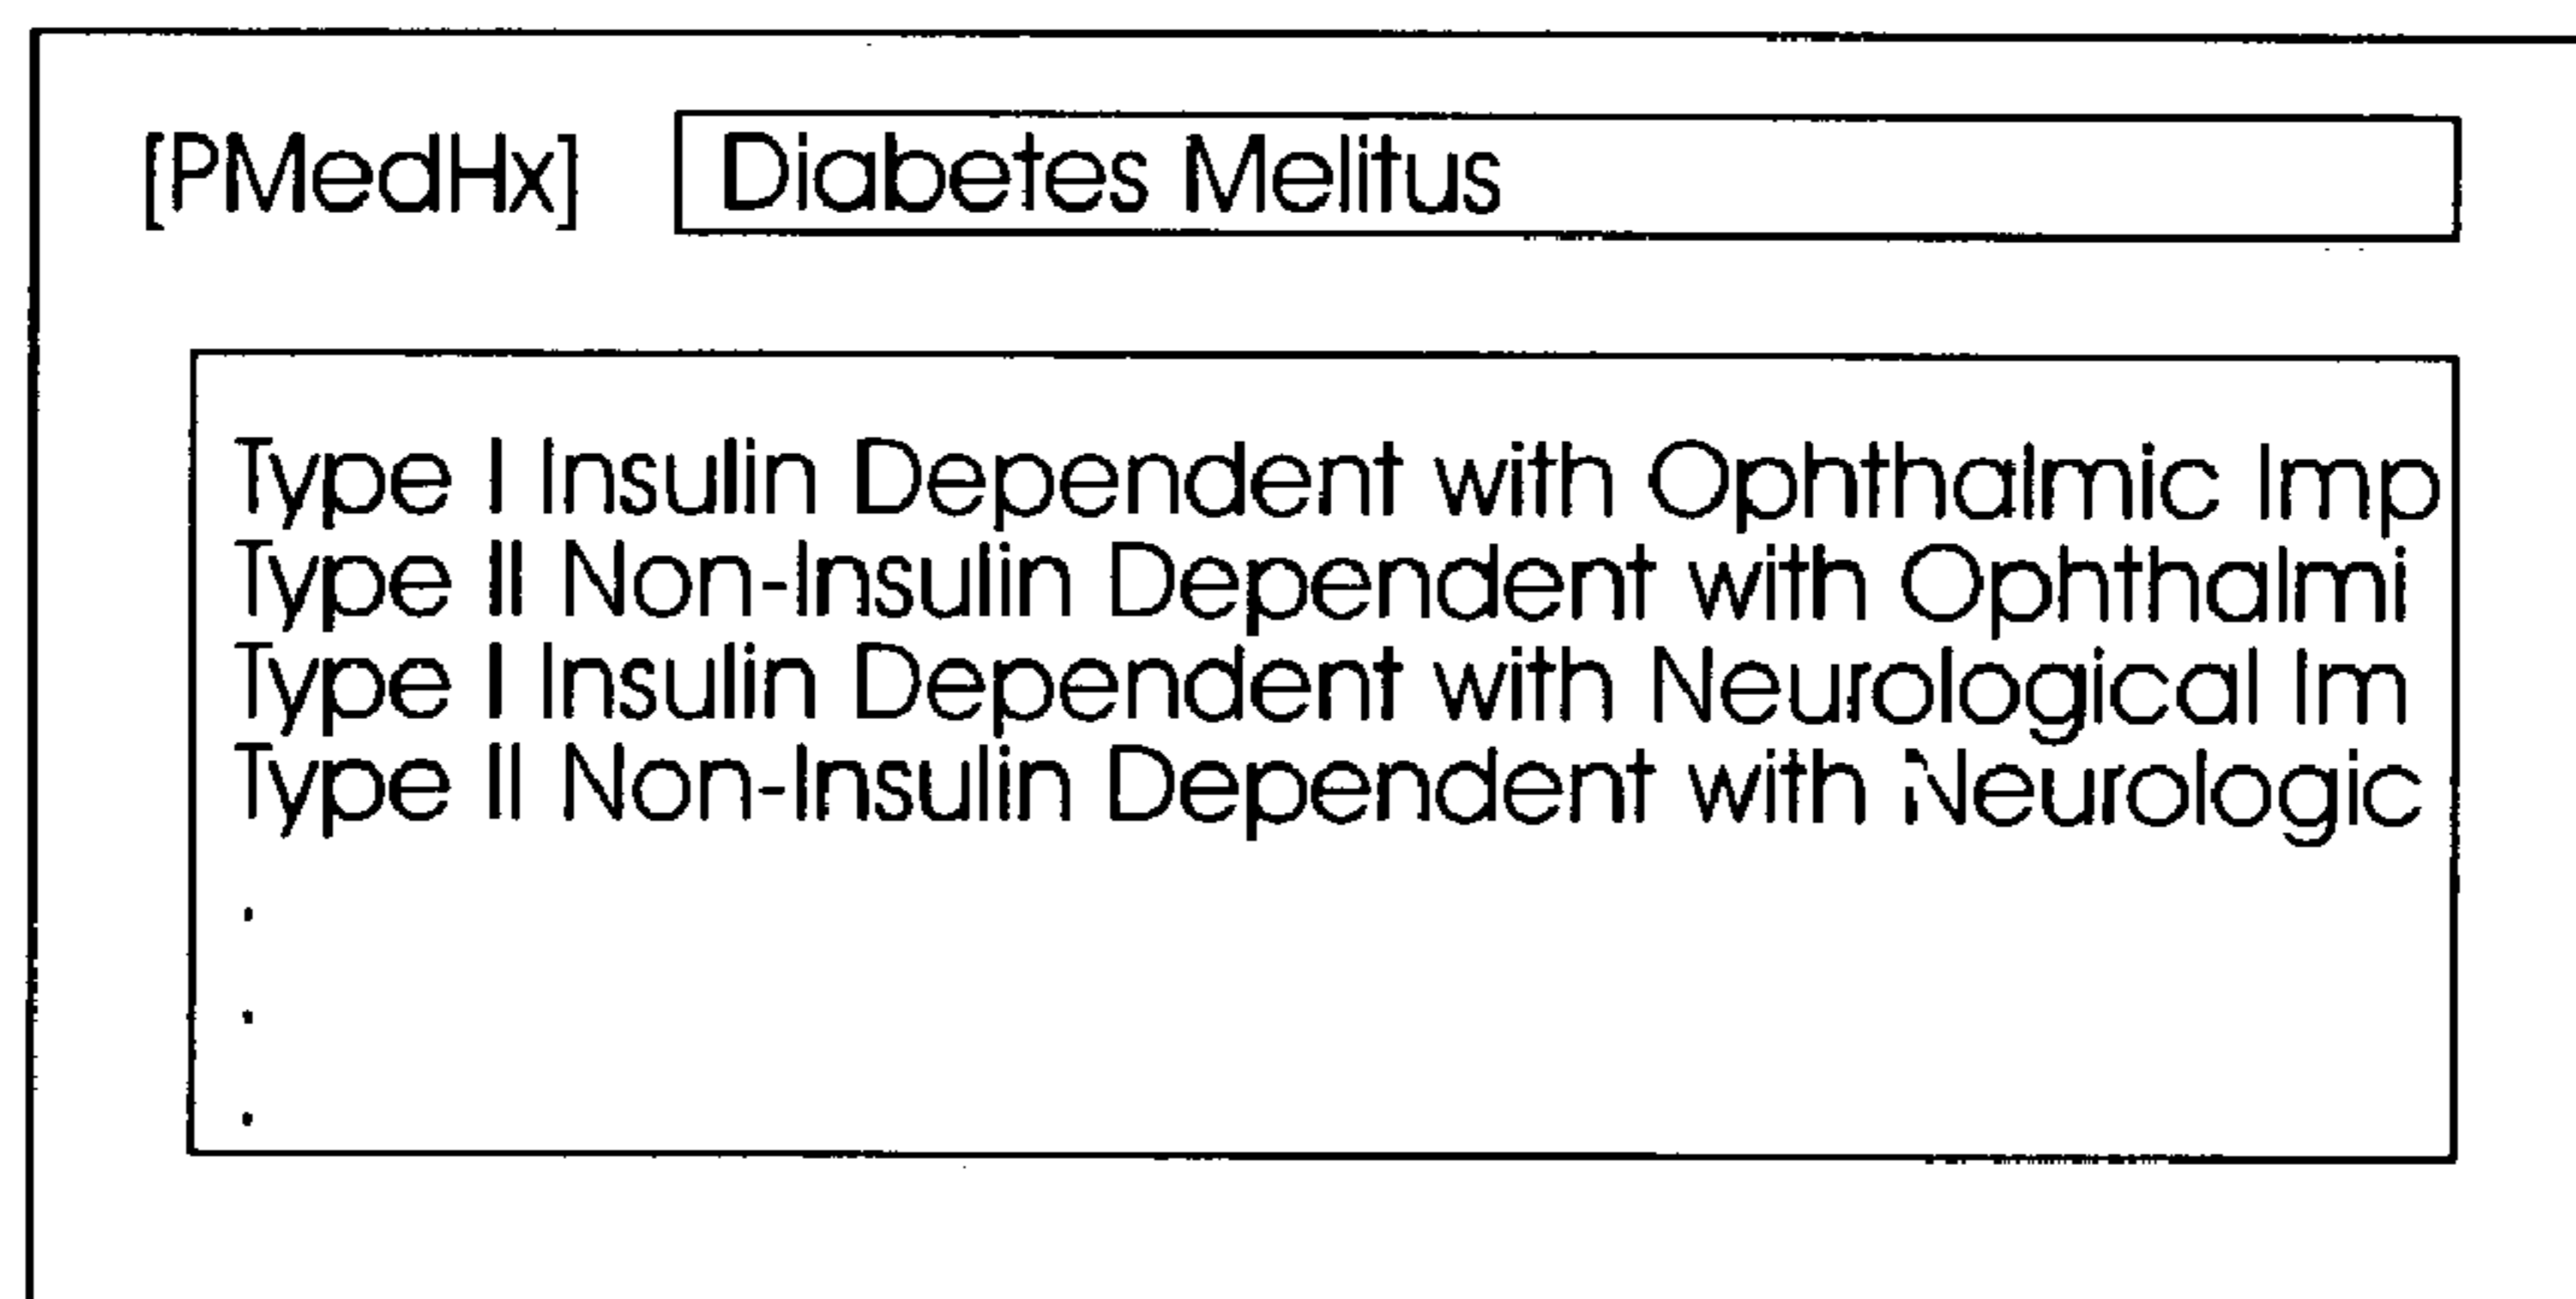 [PMedHx] Diabetes Melitus
Type I Insulin Dependent with Ophthalmic Imp
Type II Non-Insulin Dependent with Ophthalmi
Type I Insulin Dependent with Neurological Im
Type II Non-Insulin Dependent with Neurologic
.
.
.